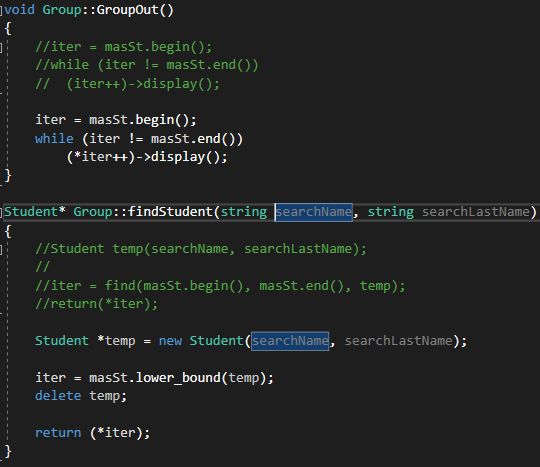 void Group::GroupOut()
{
//iter = masSt.begin();
//while (iter != masSt.end())
//  (iter++)->display();
iter = masSt.begin();
while (iter != masSt.end())
(*iter++)->display();
}
Student* Group::findStudent(string searchName, string searchLastName)
{
//Student temp(searchName, searchLastName);
//
//iter = find(masSt.begin(), masSt.end(), temp);
//return(*iter);
Student *temp = new Student(searchName, searchLastName);
iter = masSt.lower_bound(temp);
delete temp;
return (*iter);
}